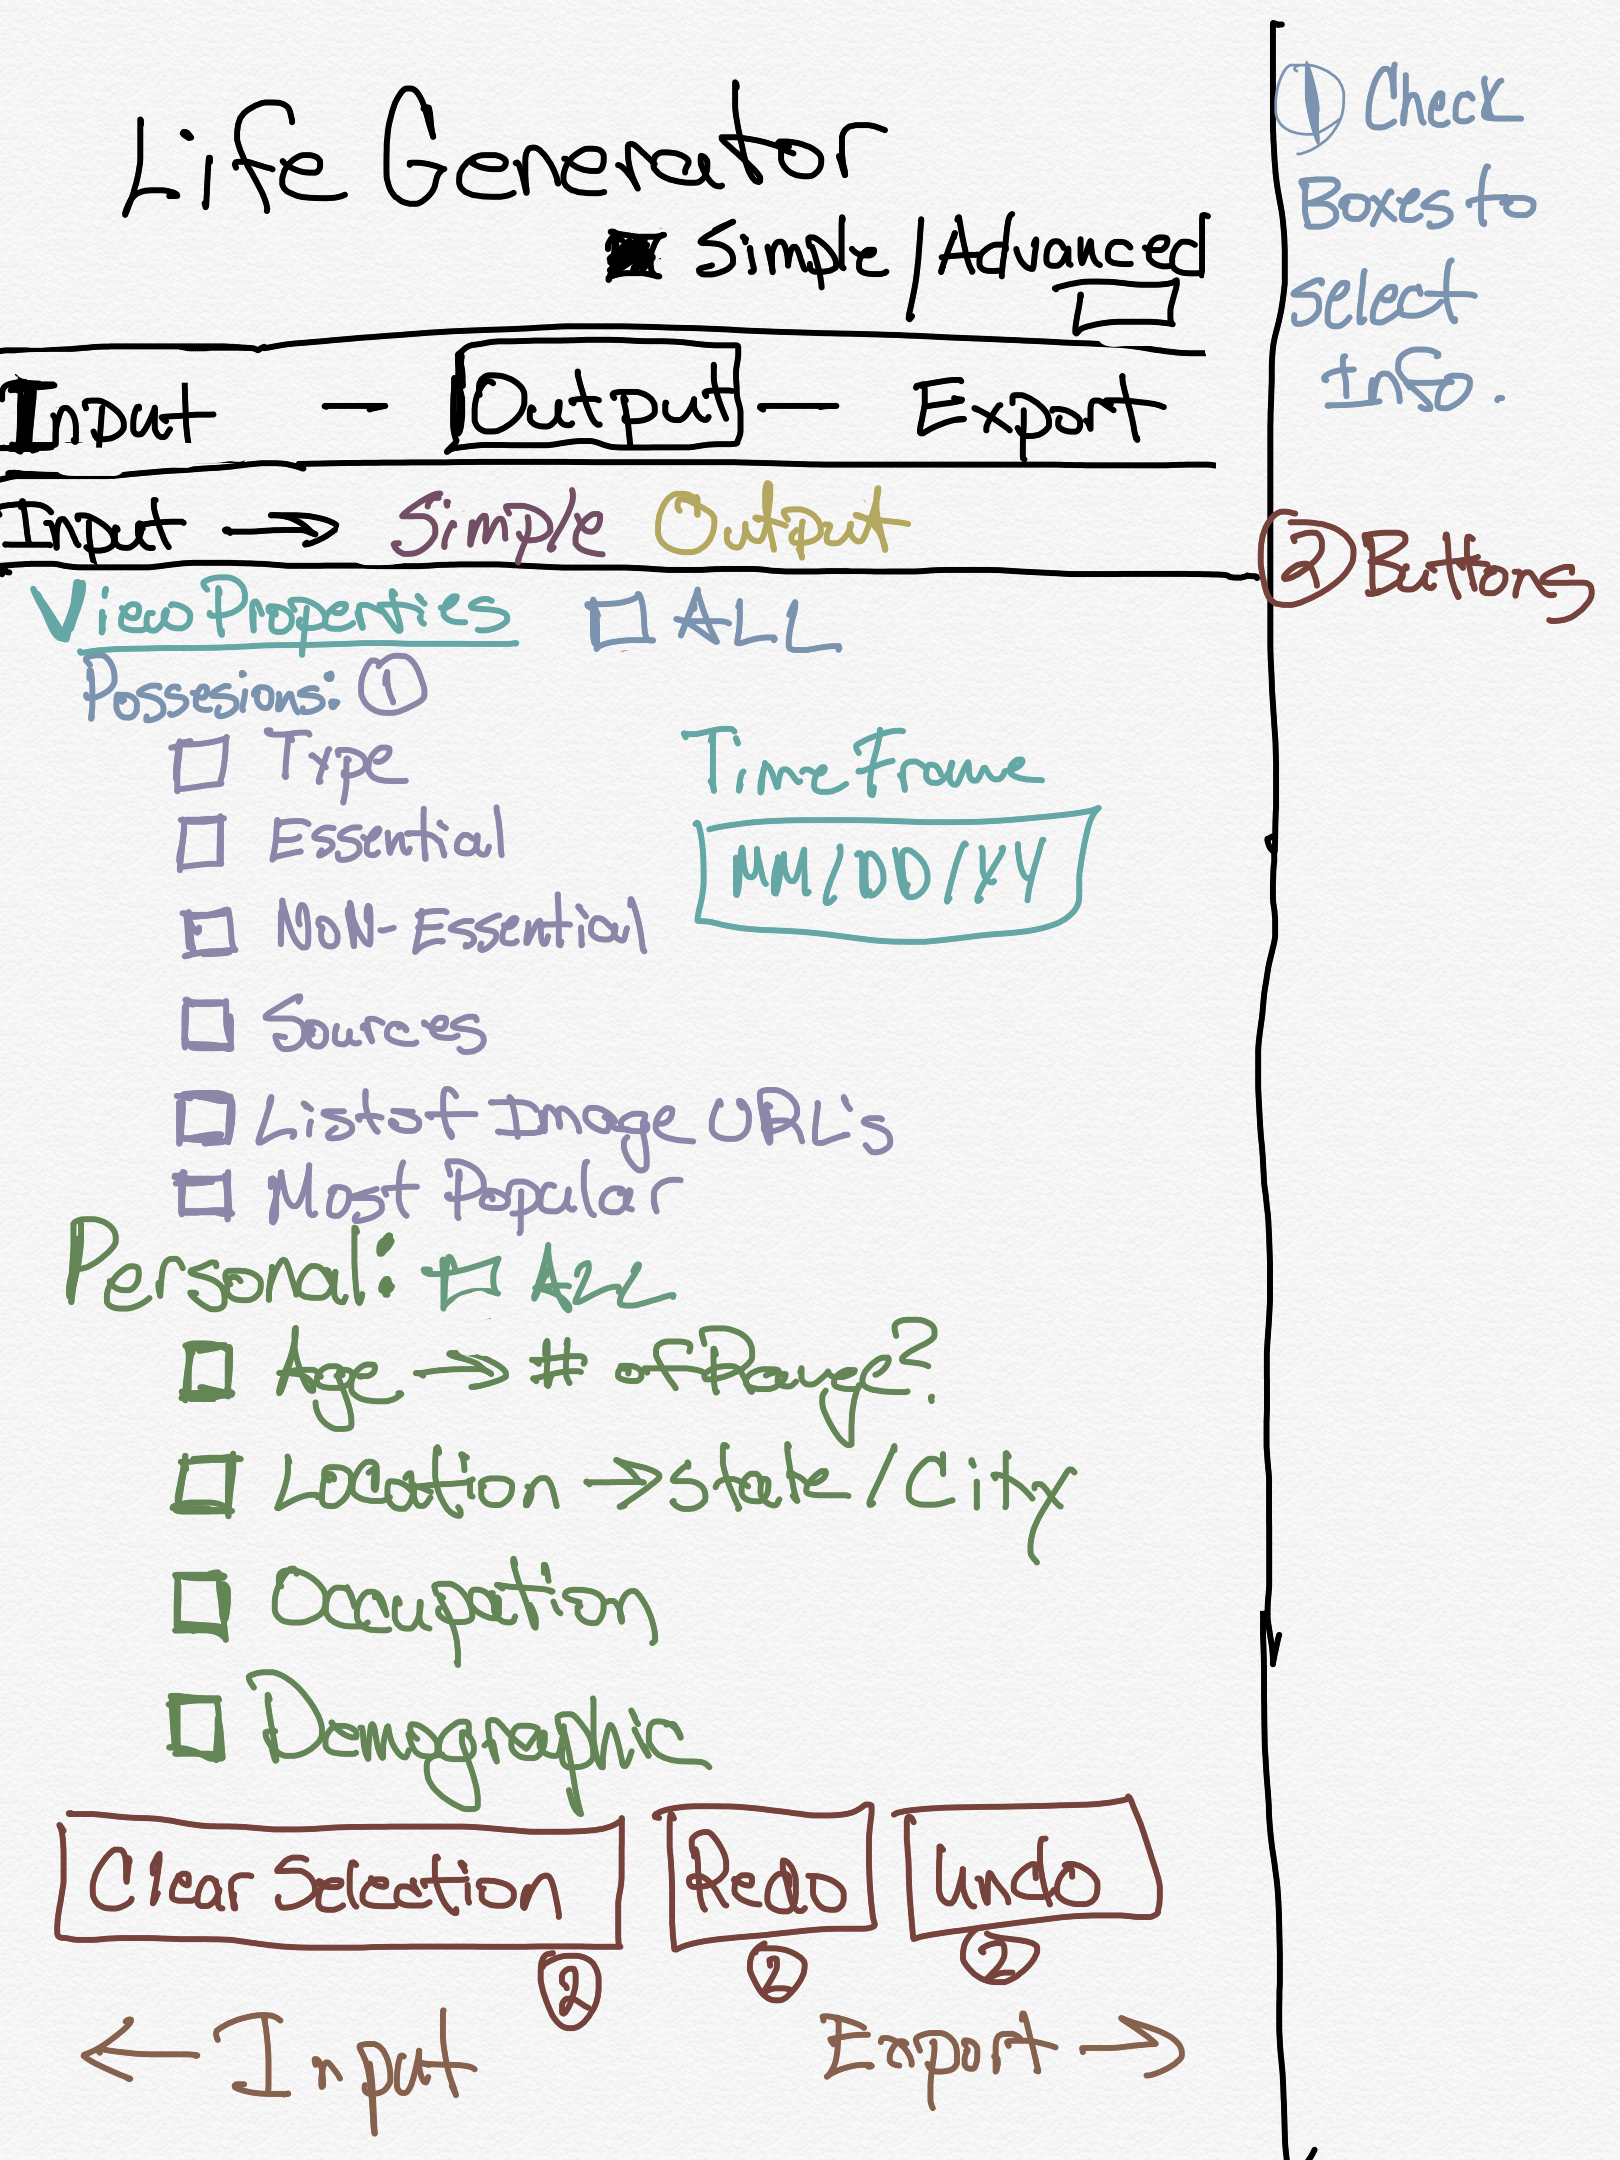 Life Generator
Simple / Advanced
Input — Output — Export
Input → Simple Output
View Properties ALL
Possesions: 1
Type
Essential
Non-Essential
Sources
Time Frame
MM/DD/YY
List of Image URL's
Most Popular
Personal: ALL
Age → # of Range?
Location → State/City
Occupation
Demographic
Clear Selection Redo Undo
2 2 2
← Input Export →
1 Check
Boxes to
select
Info.
2 Buttons